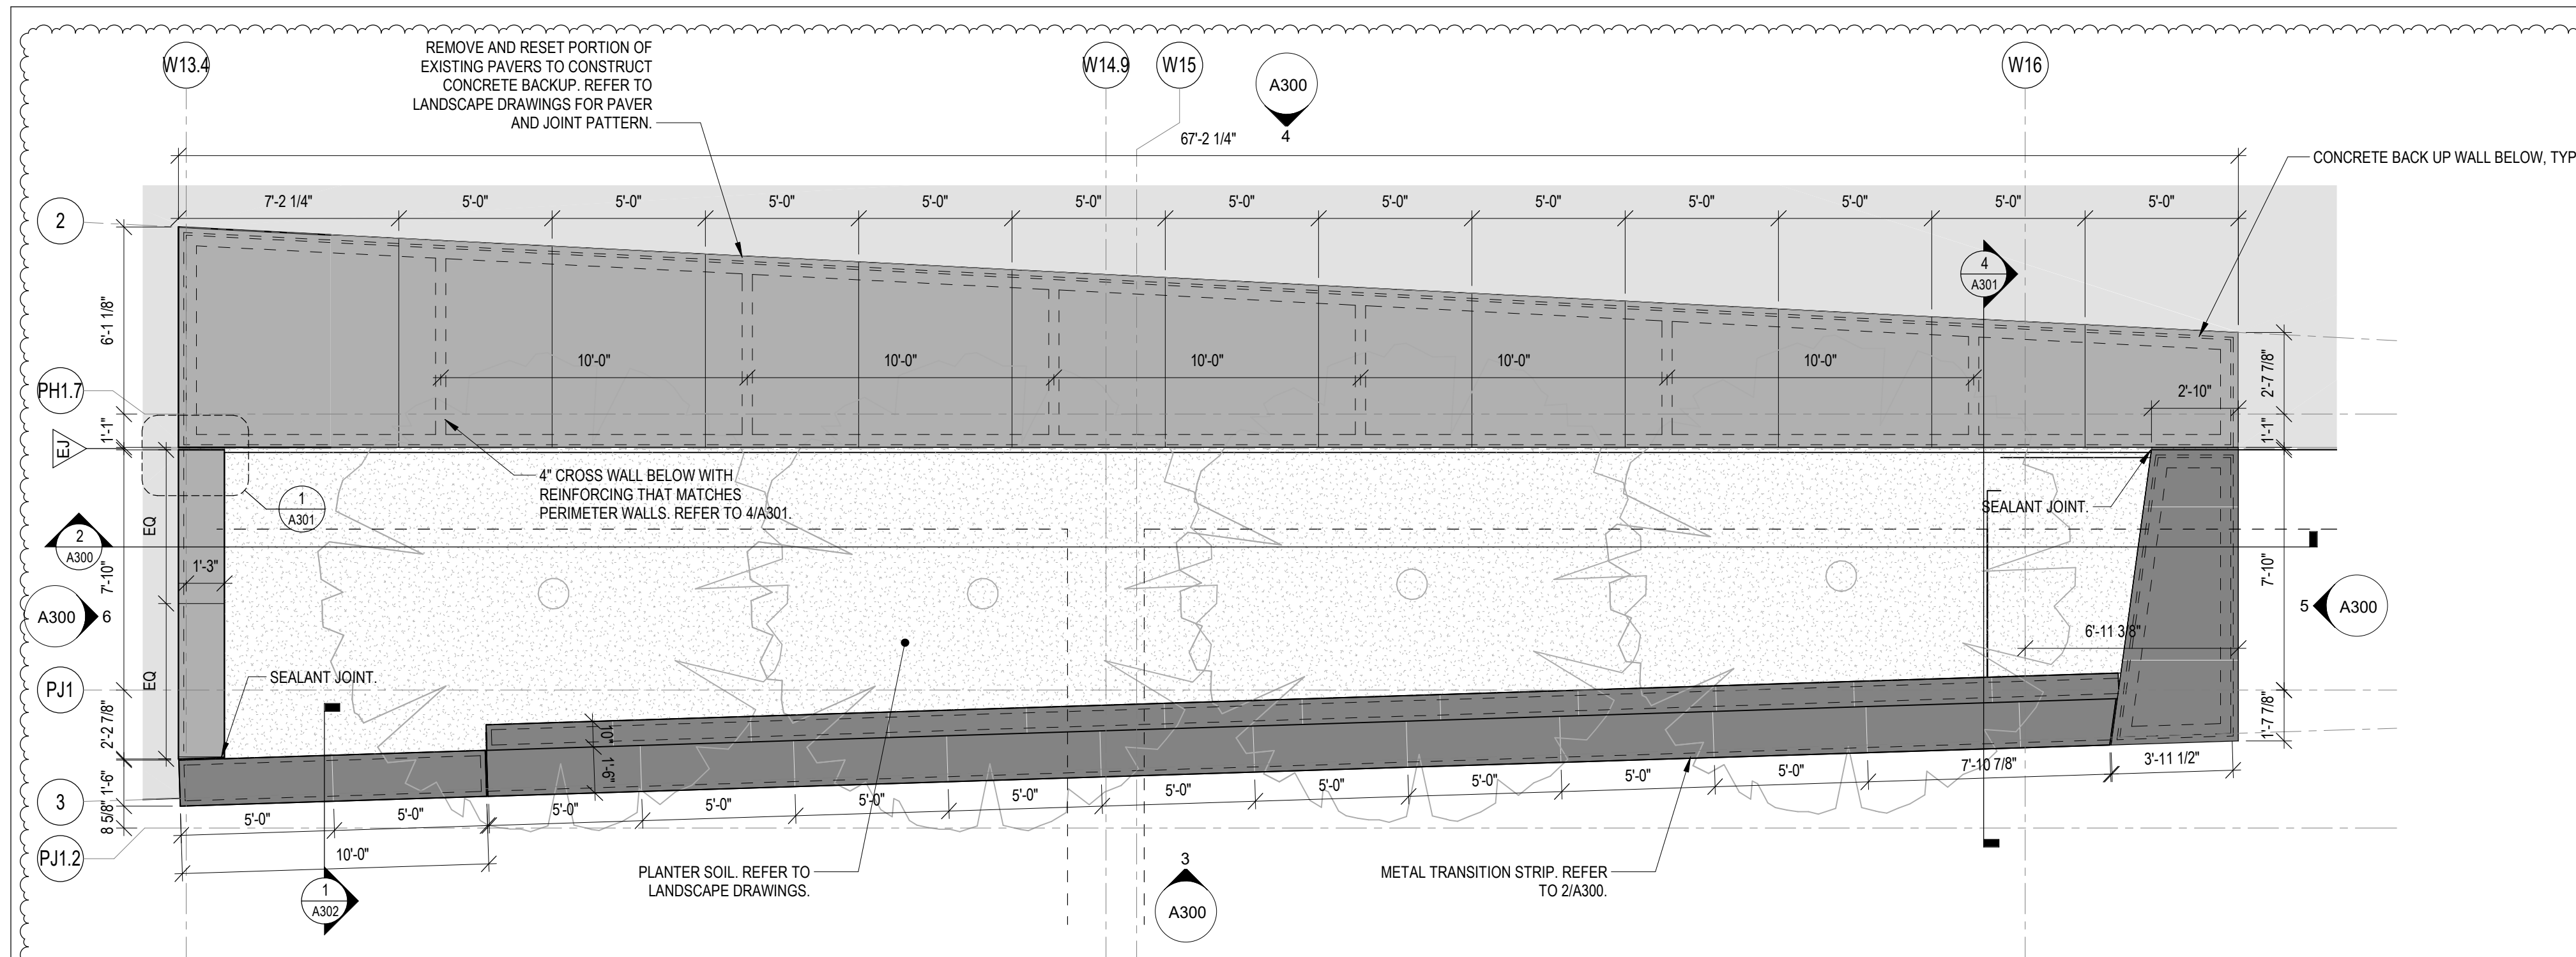 W13.4
W14.9
W15
W16
A300
4
REMOVE AND RESET PORTION OF
EXISTING PAVERS TO CONSTRUCT
CONCRETE BACKUP. REFER TO
LANDSCAPE DRAWINGS FOR PAVER
AND JOINT PATTERN.
67'-2 1/4"
CONCRETE BACK UP WALL BELOW, TYP
7'-2 1/4"
5'-0"
5'-0"
5'-0"
5'-0"
5'-0"
5'-0"
5'-0"
5'-0"
5'-0"
5'-0"
5'-0"
5'-0"
2
6'-1 1/8"
4
A301
10'-0"
10'-0"
10'-0"
10'-0"
10'-0"
2'-10"
2'-7 7/8"
PH1.7
1'-1"
1'-1"
EJ
4" CROSS WALL BELOW WITH
REINFORCING THAT MATCHES
PERIMETER WALLS. REFER TO 4/A301.
1
A301
SEALANT JOINT.
EQ
2
A300
7'-10"
1'-3"
7'-10"
A300
6
5
A300
6'-11 3/8"
EQ
SEALANT JOINT.
PJ1
2'-2 7/8"
1'-7 7/8"
10"
1'-6"
1'-6"
3
8 5/8"
PJ1.2
5'-0"
5'-0"
5'-0"
5'-0"
5'-0"
5'-0"
5'-0"
5'-0"
5'-0"
5'-0"
5'-0"
7'-10 7/8"
3'-11 1/2"
10'-0"
1
A302
PLANTER SOIL. REFER TO
LANDSCAPE DRAWINGS.
3
A300
METAL TRANSITION STRIP. REFER
TO 2/A300.